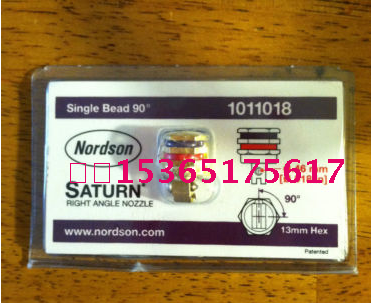 Single Bead 90°
1011018
Nordson
15365175617
SATURN
RIGHT ANGLE NOZZLE
90°
www.nordson.com
13mm Hex
Patented